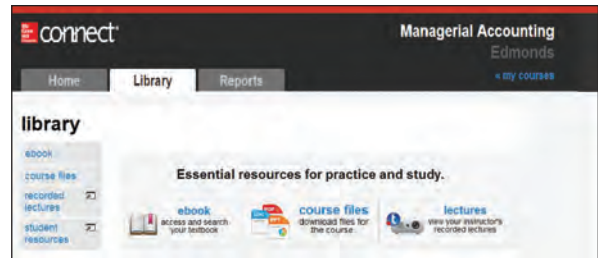 connect
Managerial Accounting
Edmonds
« my courses
Home Library Reports
library
ebook
course files
recorded
lectures
student
resources
Essential resources for practice and study.
ebook
access and search
your textbook
course files
download files for
the course
lectures
view your instructor's
recorded lectures